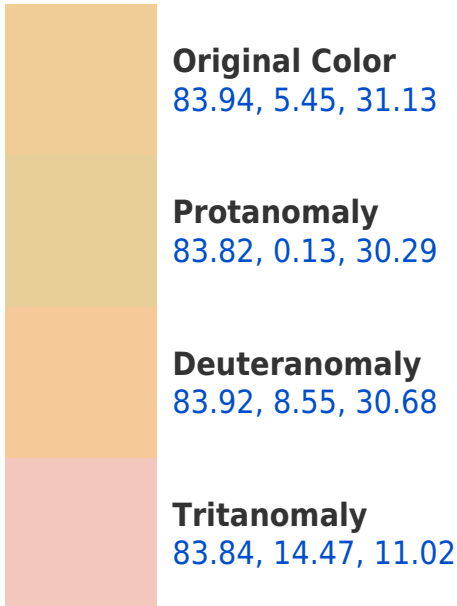 Original Color
83.94, 5.45, 31.13
Protanomaly
83.82, 0.13, 30.29
Deuteranomaly
83.92, 8.55, 30.68
Tritanomaly
83.84, 14.47, 11.02